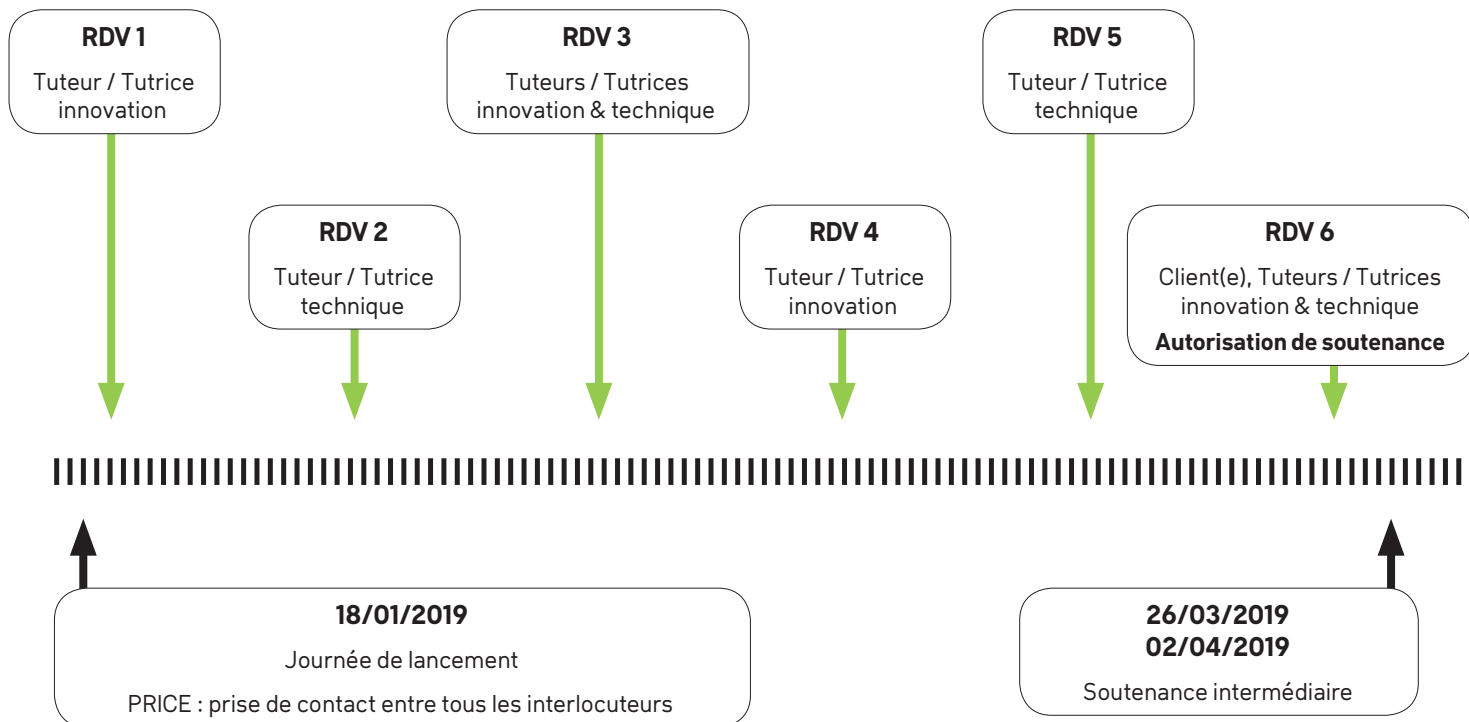 RDV 1
Tuteur / Tutrice
innovation
RDV 2
Tuteur / Tutrice
technique
RDV 3
Tuteurs / Tutrices
innovation & technique
RDV 4
Tuteur / Tutrice
innovation
RDV 5
Tuteur / Tutrice
technique
RDV 6
Client(e), Tuteurs / Tutrices
innovation & technique
Autorisation de soutenance
18/01/2019
Journée de lancement
PRICE : prise de contact entre tous les interlocuteurs
26/03/2019
02/04/2019
Soutenance intermédiaire